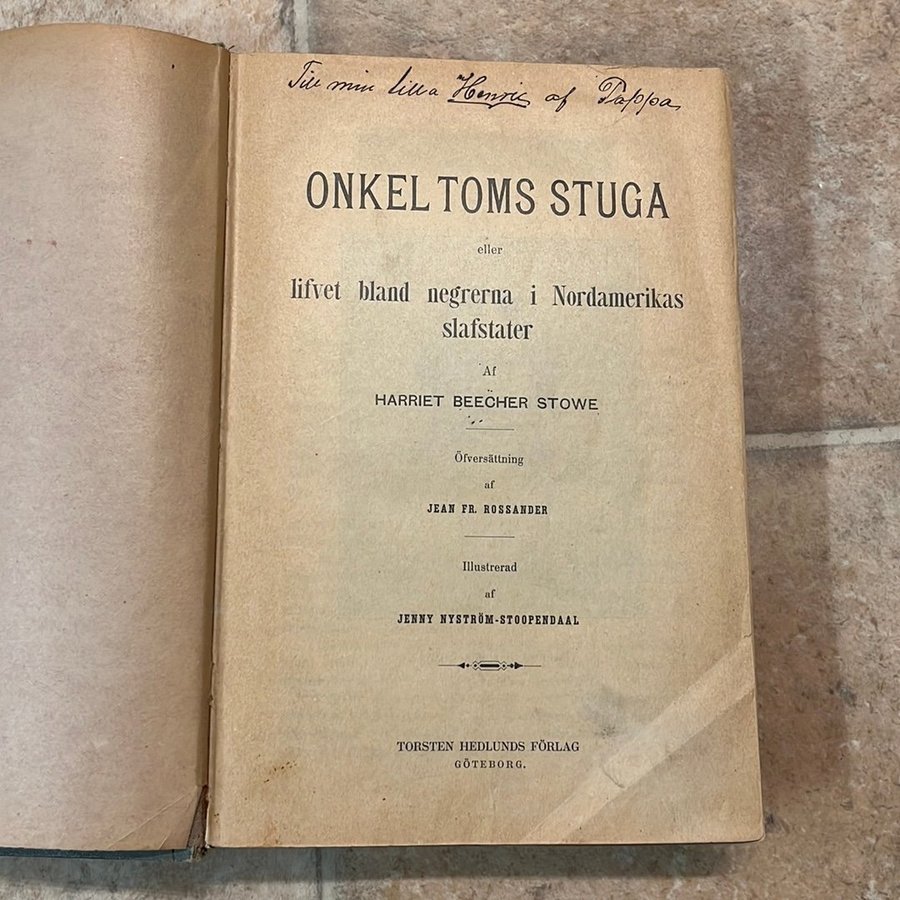 Till min lilla Henric af Pappa
ONKEL TOMS STUGA
eller
lifvet bland negrerna i Nordamerikas
slafstater
Af
HARRIET BEECHER STOWE
Öfversättning
af
JEAN FR. ROSSANDER
Illustrerad
af
JENNY NYSTRÖM-STOOPENDAAL
TORSTEN HEDLUNDS FÖRLAG
GÖTEBORG.